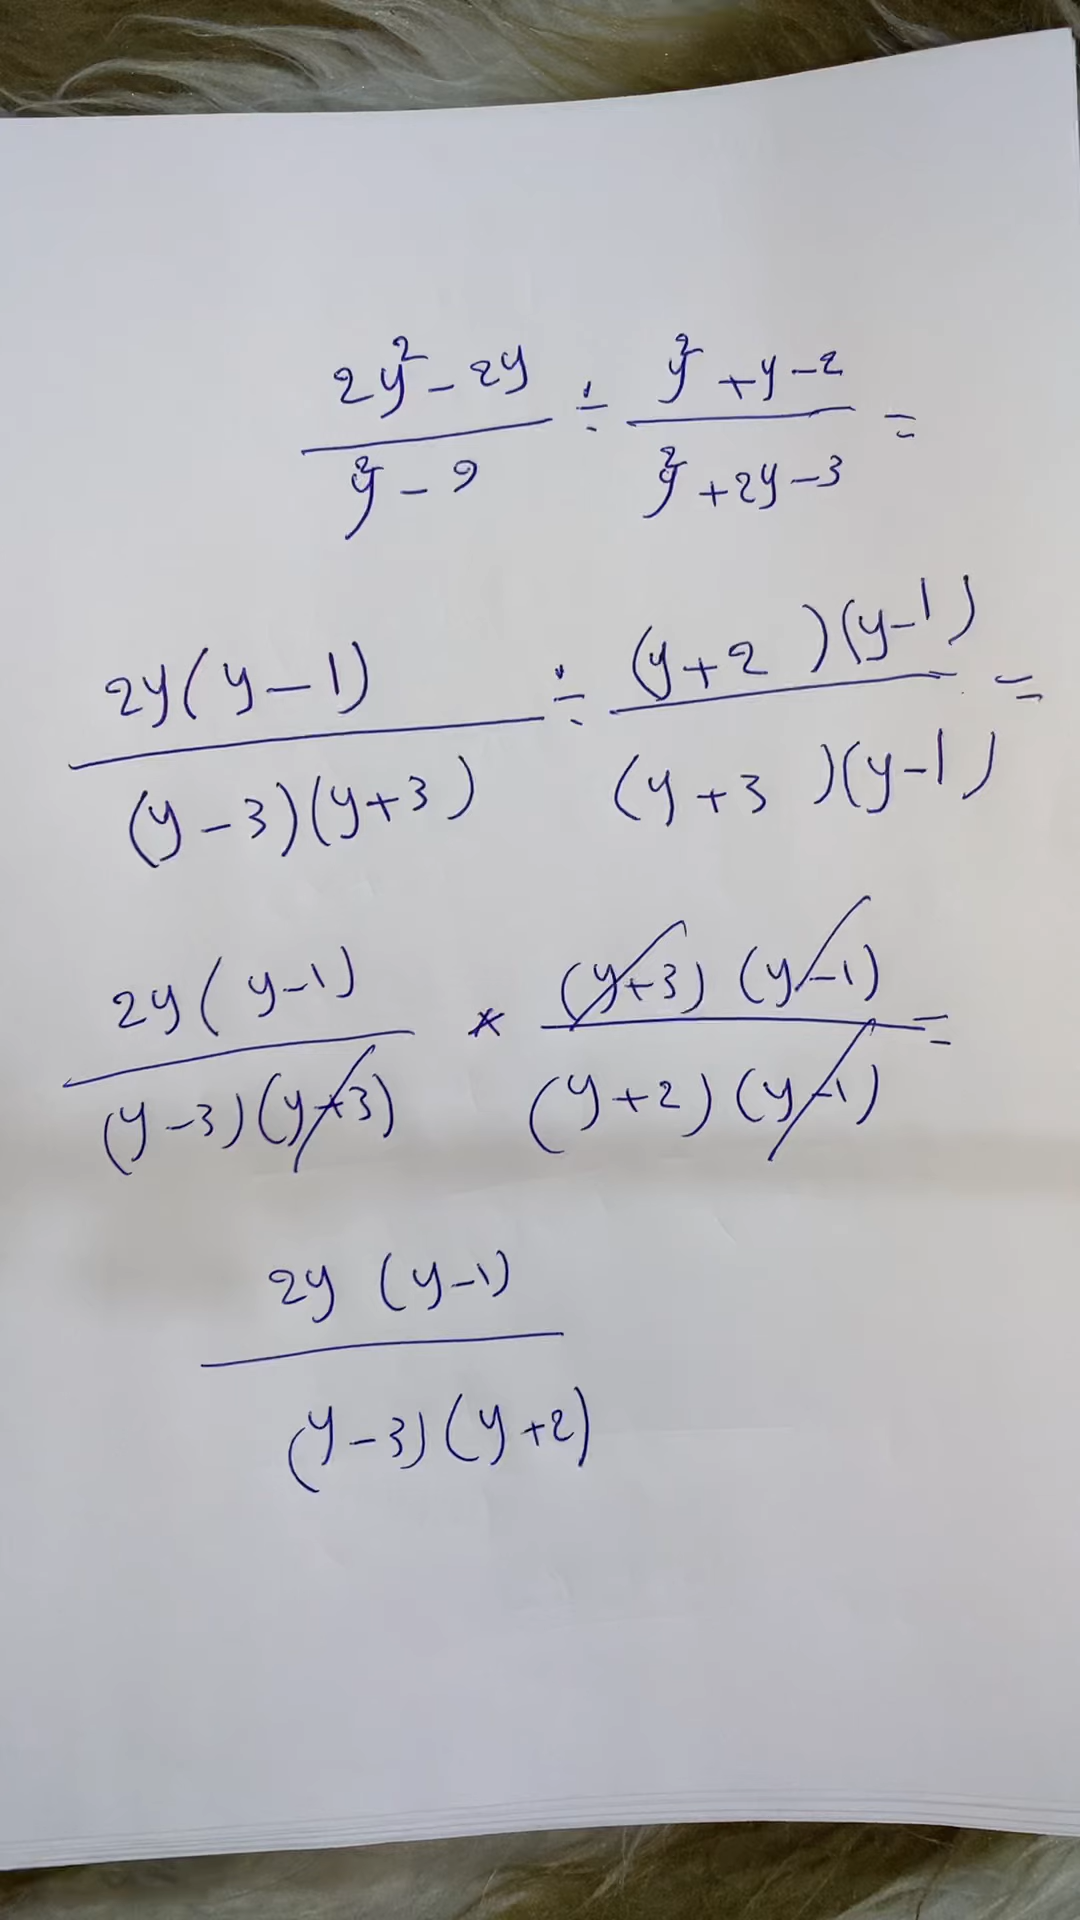 (2y² - 2y)/(y² - 9) ÷ (y² + y - 2)/(y² + 2y - 3) =
2y(y - 1)/((y - 3)(y + 3)) ÷ (y + 2)(y - 1)/((y + 3)(y - 1)) =
2y(y - 1)/((y - 3)(y + 3)) * (y + 3)(y - 1)/((y + 2)(y - 1)) =
2y(y - 1)/((y - 3)(y + 2))